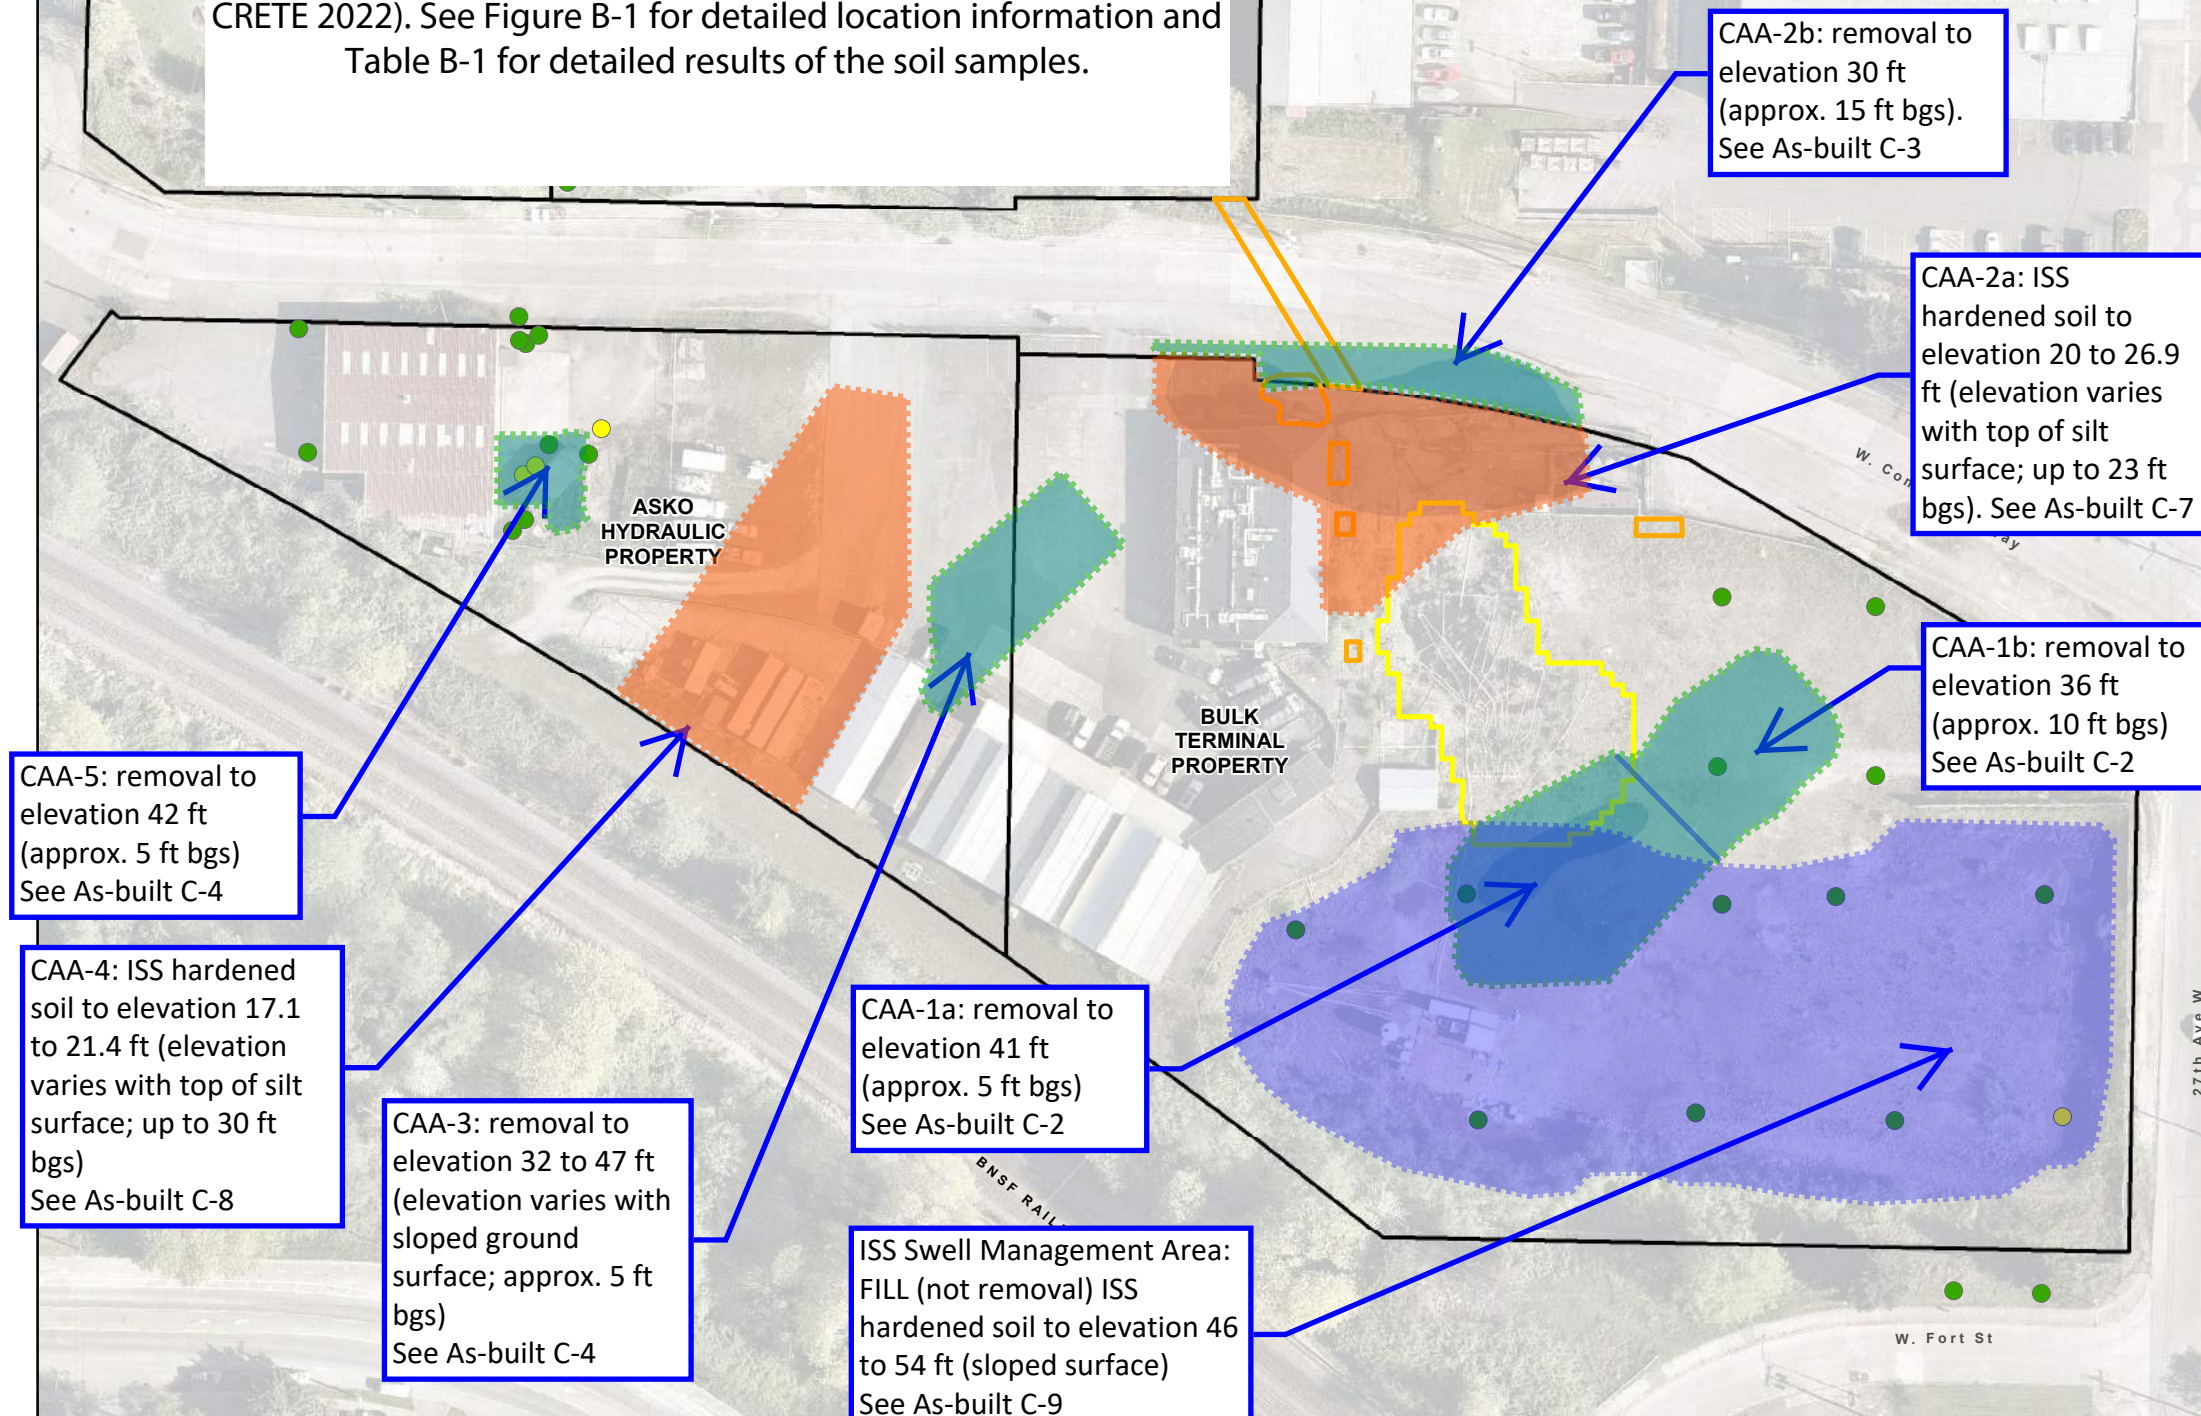 CRETE 2022). See Figure B-1 for detailed location information and
Table B-1 for detailed results of the soil samples.
CAA-2b: removal to
elevation 30 ft
(approx. 15 ft bgs).
See As-built C-3
CAA-2a: ISS
hardened soil to
elevation 20 to 26.9
ft (elevation varies
with top of silt
surface; up to 23 ft
bgs). See As-built C-7
W. Com
ay
ASKO
HYDRAULIC
PROPERTY
CAA-1b: removal to
elevation 36 ft
(approx. 10 ft bgs)
See As-built C-2
BULK
TERMINAL
PROPERTY
CAA-5: removal to
elevation 42 ft
(approx. 5 ft bgs)
See As-built C-4
CAA-4: ISS hardened
soil to elevation 17.1
to 21.4 ft (elevation
varies with top of silt
surface; up to 30 ft
bgs)
See As-built C-8
CAA-3: removal to
elevation 32 to 47 ft
(elevation varies with
sloped ground
surface; approx. 5 ft
bgs)
See As-built C-4
CAA-1a: removal to
elevation 41 ft
(approx. 5 ft bgs)
See As-built C-2
27th Ave W
BNSF RAIL
ISS Swell Management Area:
FILL (not removal) ISS
hardened soil to elevation 46
to 54 ft (sloped surface)
See As-built C-9
W. Fort St